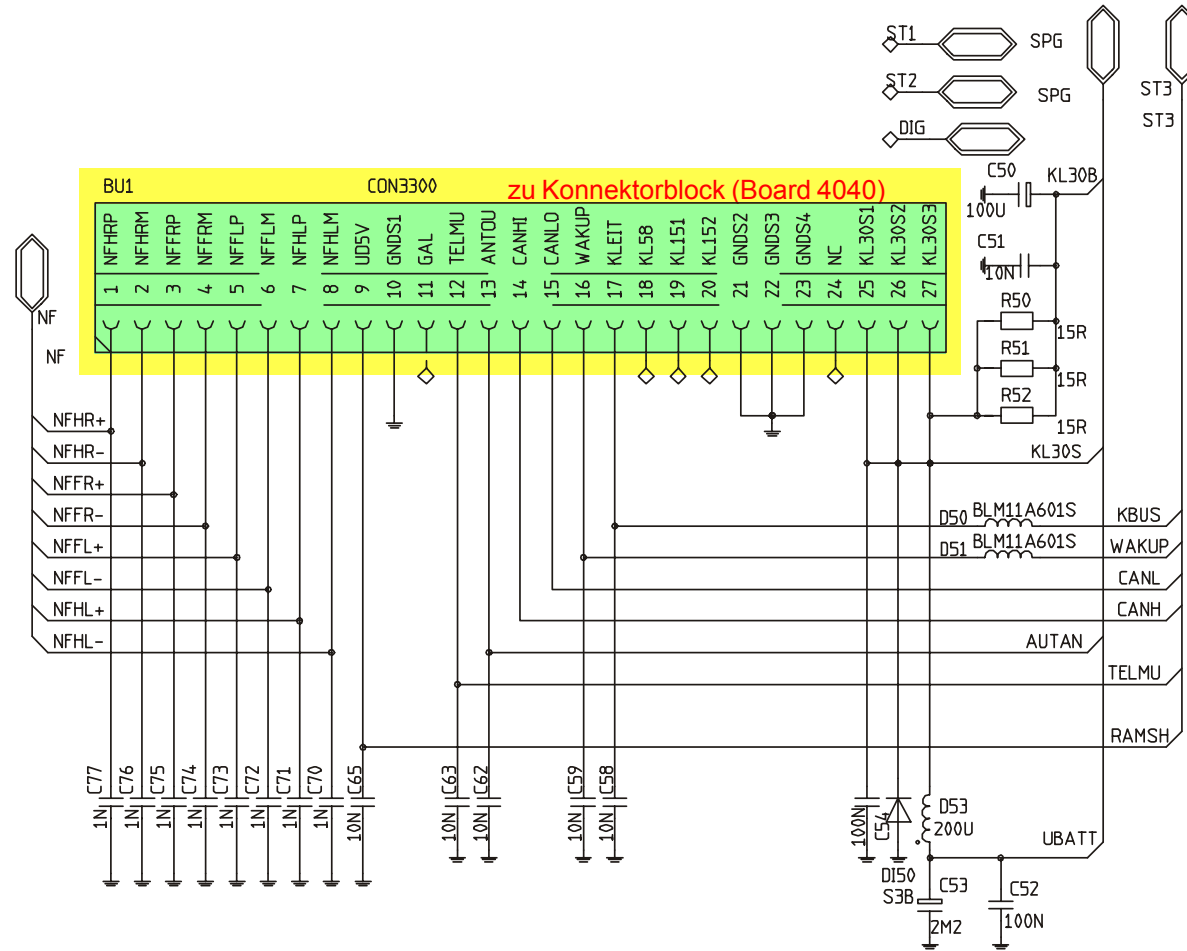 ST1
SPG
ST2
SPG
DIG
ST3
ST3
C50
KL30B
100U
C51
10N
BU1
CON3300
zu Konnektorblock (Board 4040)
NFHRP
NFHRM
NFFRP
NFFRM
NFFLP
NFFLM
NFHLP
NFHLM
UD5V
GNDS1
GAL
TELMU
ANTOU
CANHI
CANLO
WAKUP
KLEIT
KL58
KL151
KL152
GNDS2
GNDS3
GNDS4
NC
KL30S1
KL30S2
KL30S3
1 2 3 4 5 6 7 8 9 10 11 12 13 14 15 16 17 18 19 20 21 22 23 24 25 26 27
NF
NF
R50
15R
R51
15R
R52
15R
KL30S
NFHR+
NFHR-
NFFR+
NFFR-
NFFL+
NFFL-
NFHL+
NFHL-
D50 BLM11A601S
KBUS
D51 BLM11A601S
WAKUP
CANL
CANH
AUTAN
TELMU
RAMSH
C77
1N
C76
1N
C75
1N
C74
1N
C73
1N
C72
1N
C71
1N
C70
1N
C65
10N
C63
10N
C62
10N
C59
10N
C58
10N
100N
C54
D53
200U
UBATT
DI50
S3B
C53
2M2
C52
100N